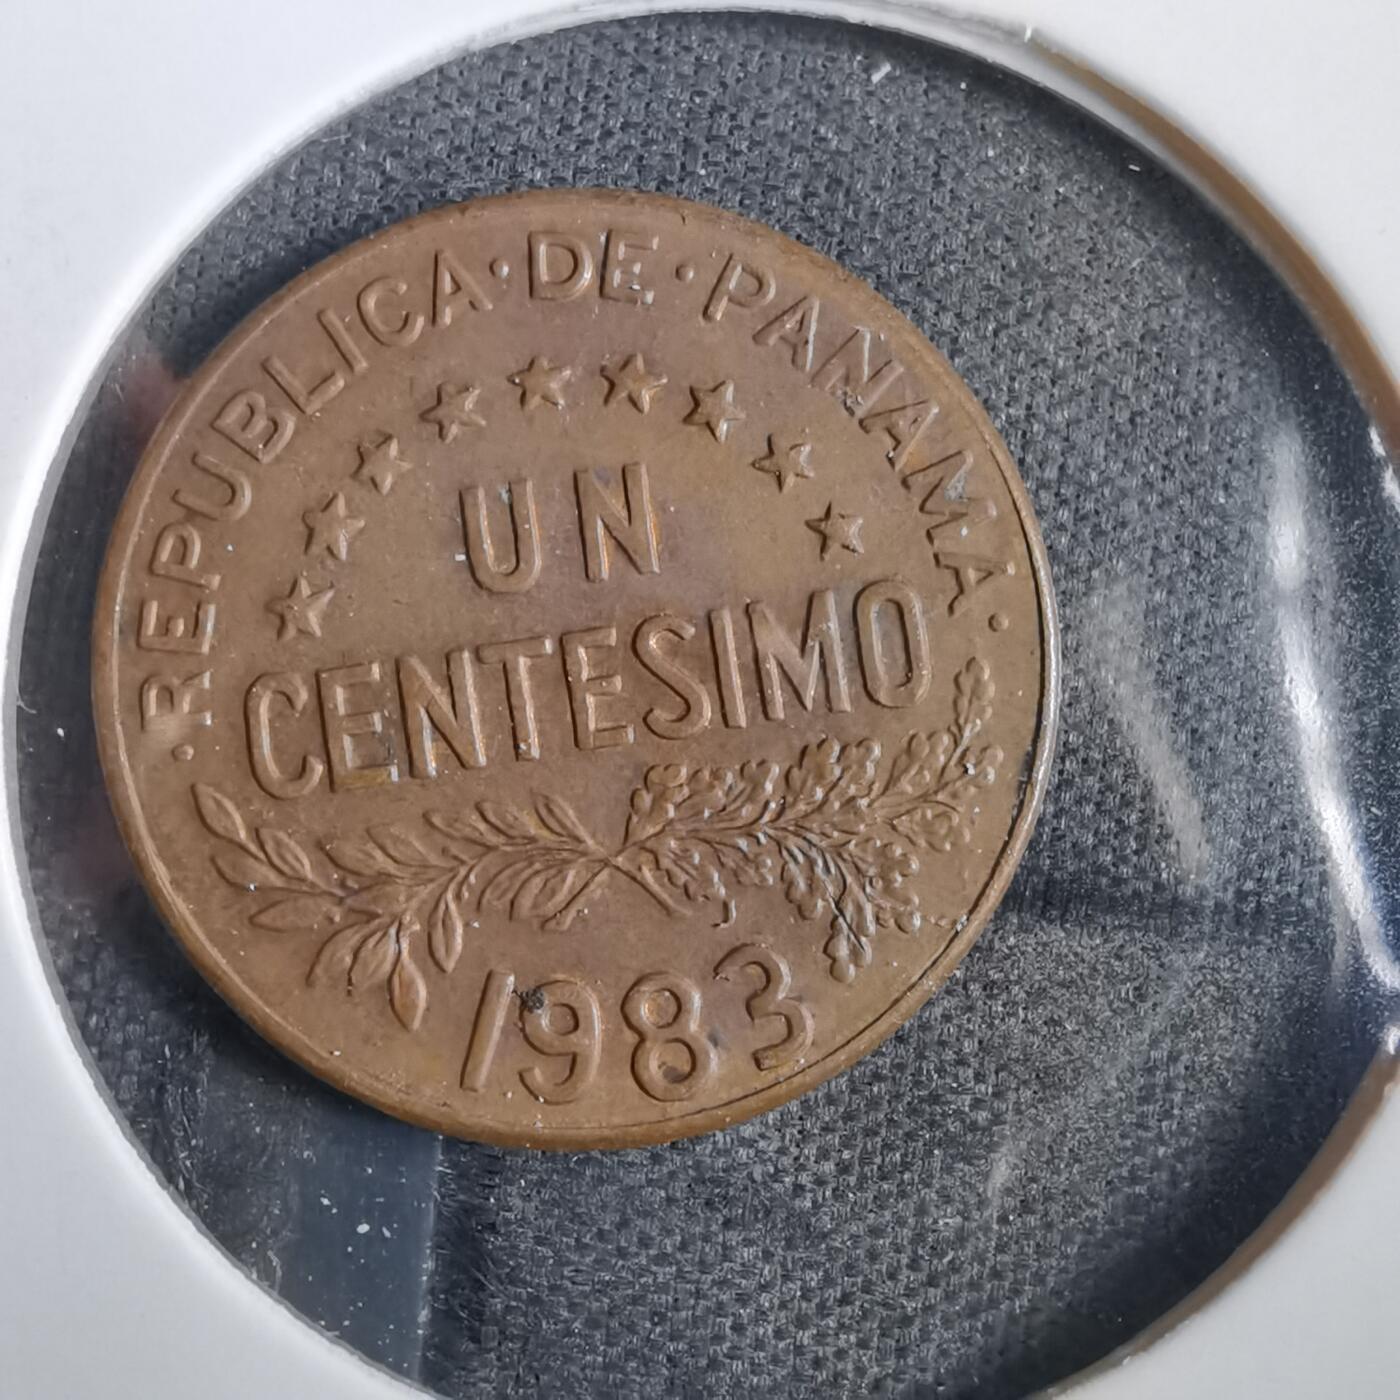 ·REPUBLICA·DE·PANAMA·
UN
CENTESIMO
1983